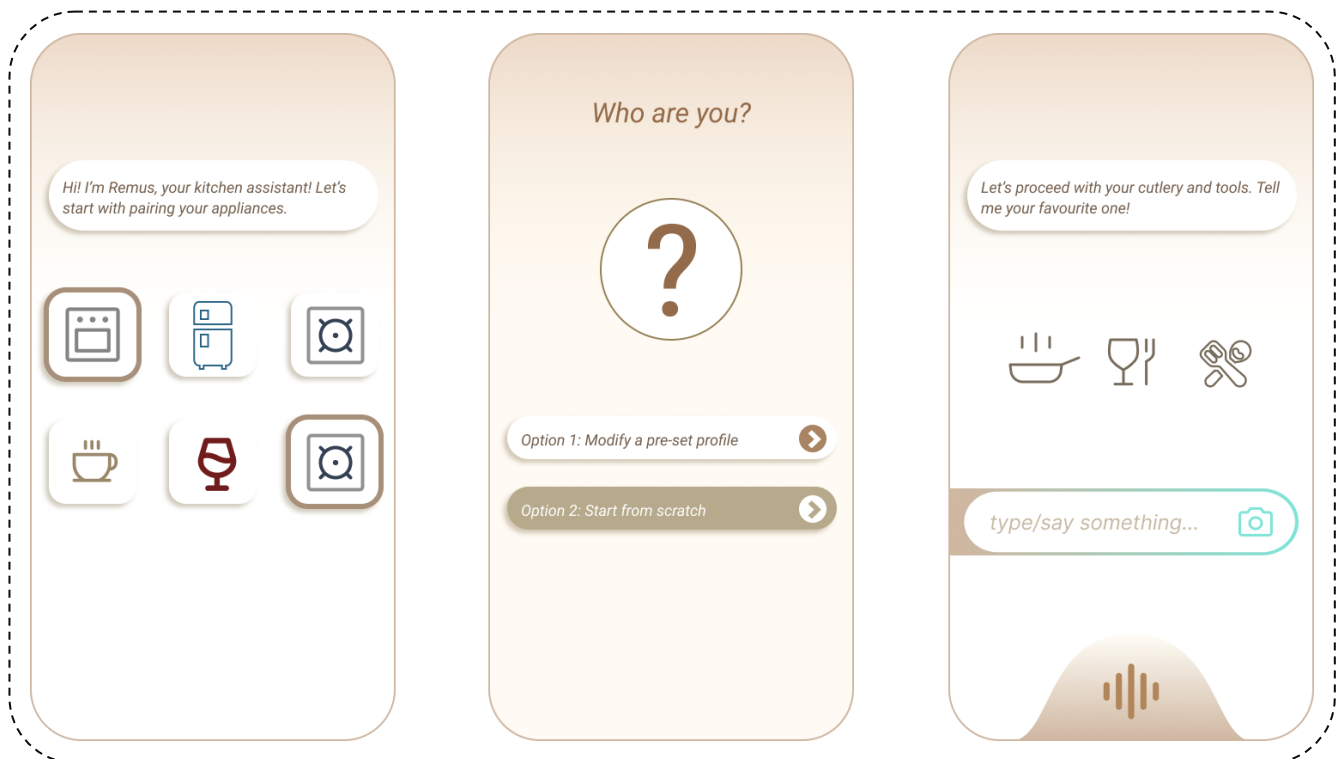 Hi! I'm Remus, your kitchen assistant! Let's
start with pairing your appliances.
Who are you?
?
Option 1: Modify a pre-set profile
Option 2: Start from scratch
Let's proceed with your cutlery and tools. Tell
me your favourite one!
type/say something...